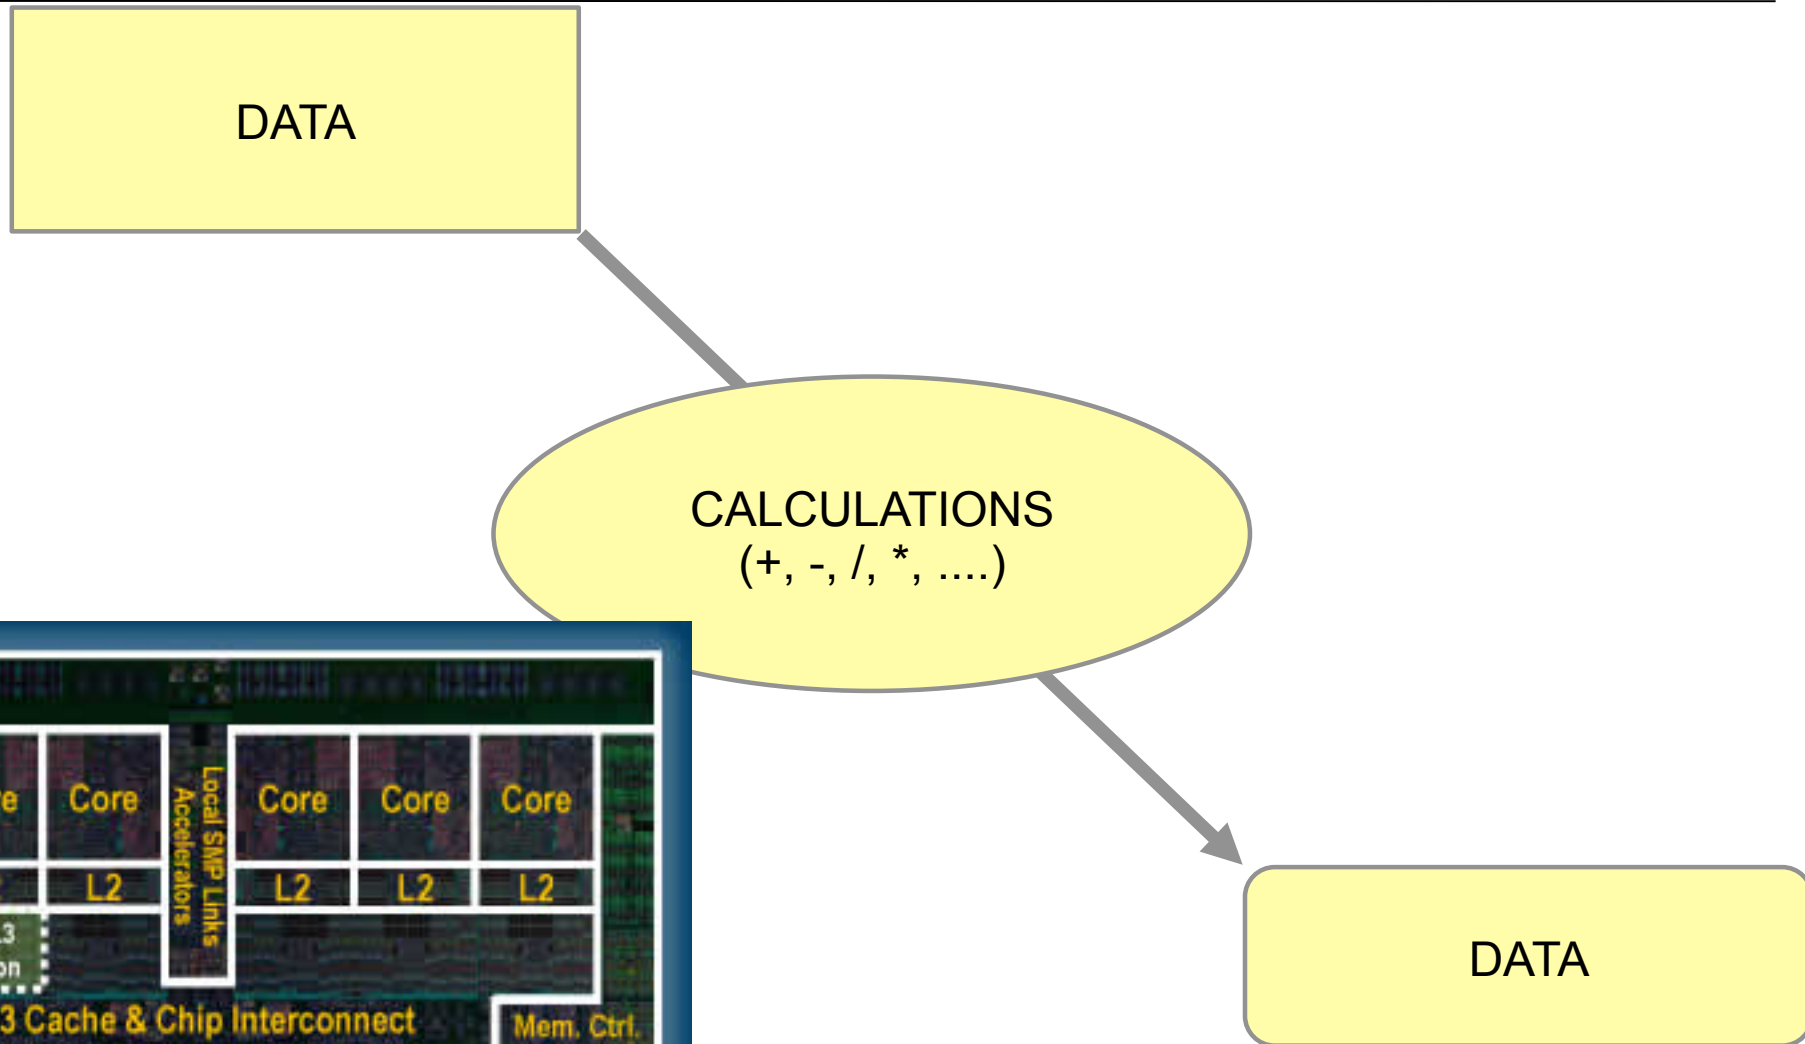 DATA
CALCULATIONS
(+, -, /, *, ....)
Core
Local SMP Links
Accelerators
Core
Core
Core
L2
L2
L2
L2
3 Cache & Chip Interconnect
Mem. Ctrl.
DATA